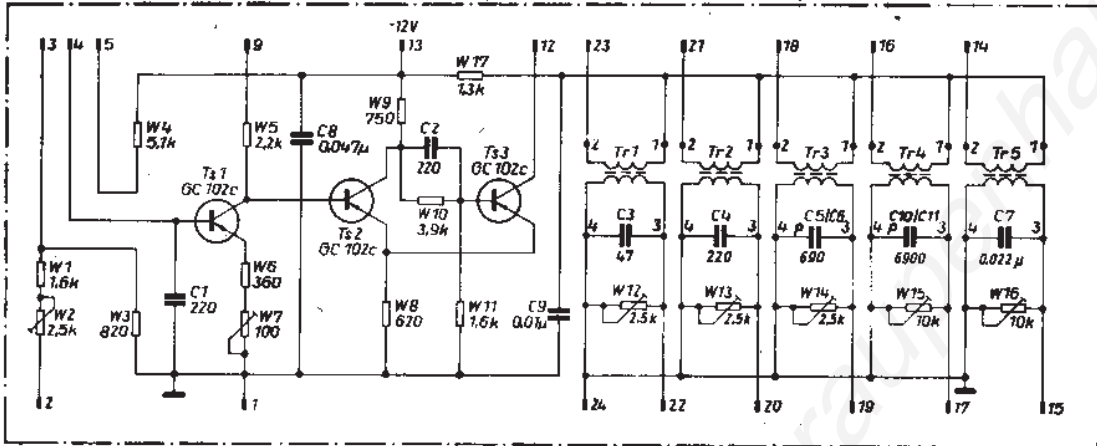 -12V
3 4 5 9 13 12 23 21 18 16 14
W17
1.3k
W4
5,1k
W5
2,2k
C8
0,047µ
W9
750
C2
220
Ts1
GC 102c
Ts3
GC 102c
W10
3,9k
Ts2
GC 102c
2 1 2 1 2 1 2 1 2 1
Tr1 Tr2 Tr3 Tr4 Tr5
4 C3 3 4 C4 3 4 p C5/C6 3 4 p C10/C11 3 4 C7 3
47 220 690 6900 0.022µ
W1
1,6k
W2
2,5k
W3
820
C1
220
W6
360
W7
100
W8
620
W11
1.6k
C9
0,01µ
W12 W13 W14 W15 W16
2.5k 2,5k 2,5k 10k 10k
2 1 24 22 20 19 17 15
raupenha